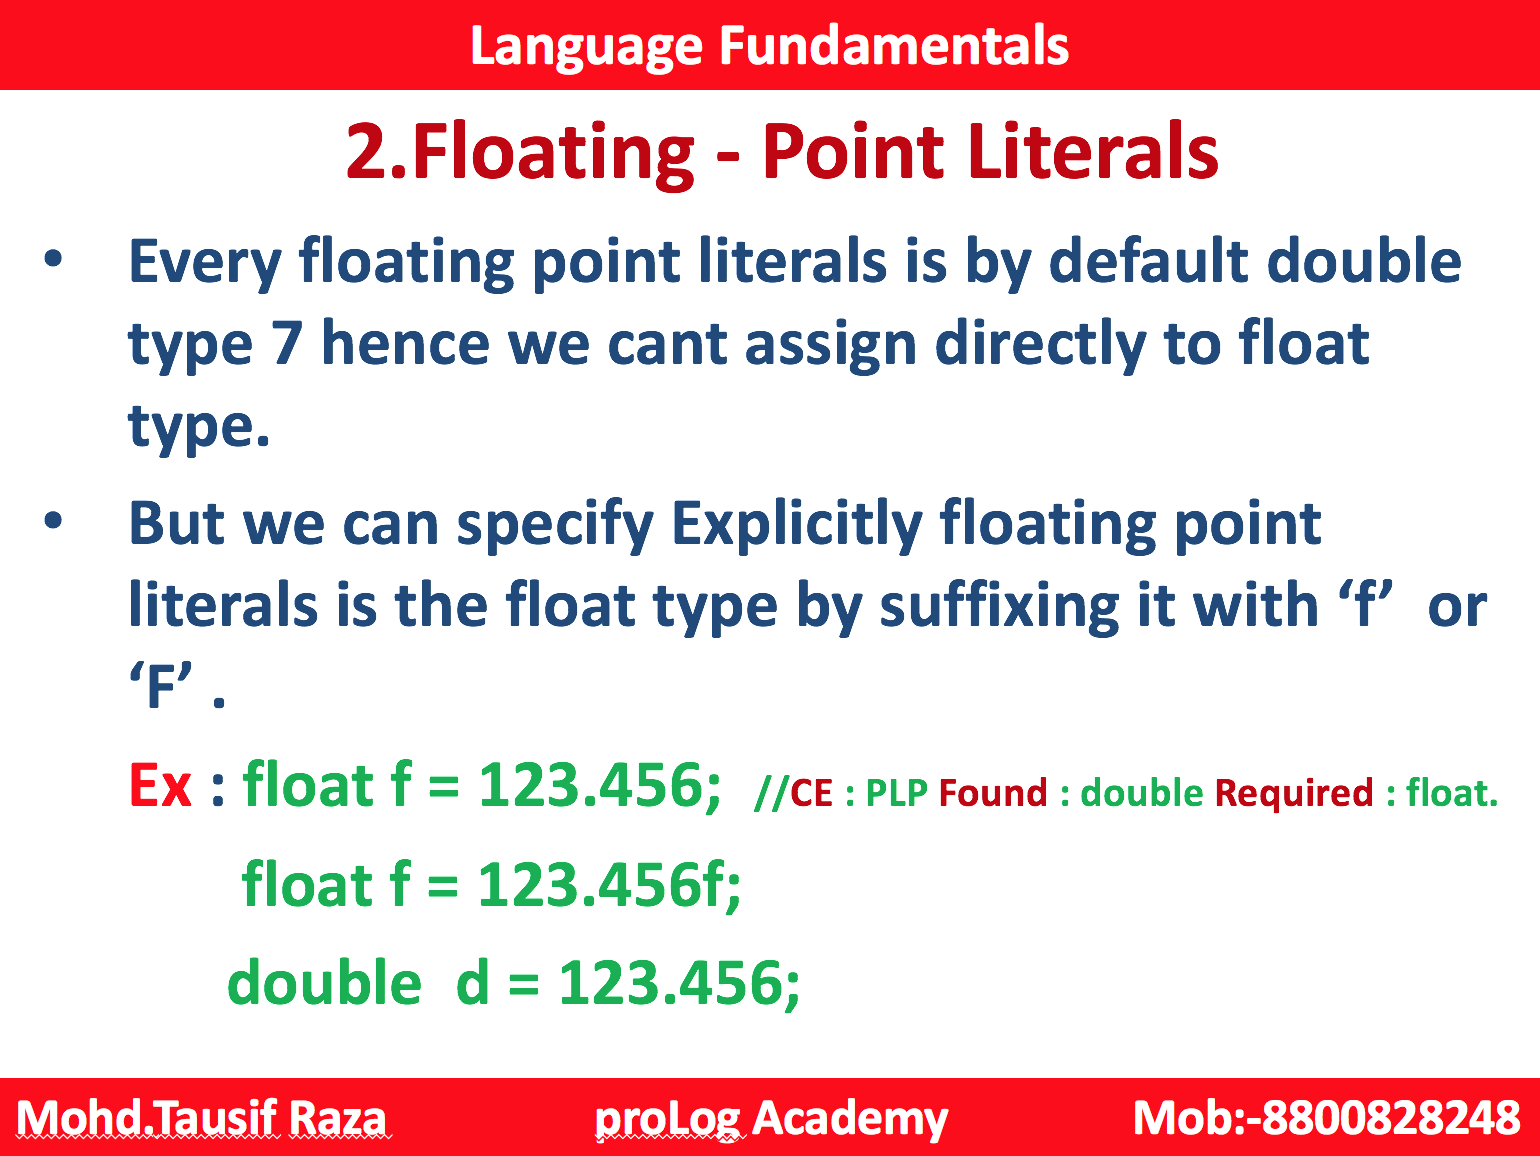 Language Fundamentals
2.Floating - Point Literals
• Every floating point literals is by default double
type 7 hence we cant assign directly to float
type.
• But we can specify Explicitly floating point
literals is the float type by suffixing it with ‘f’ or
‘F’ .
Ex : float f = 123.456; //CE : PLP Found : double Required : float.
float f = 123.456f;
double d = 123.456;
Mohd.Tausif Raza proLog Academy Mob:-8800828248